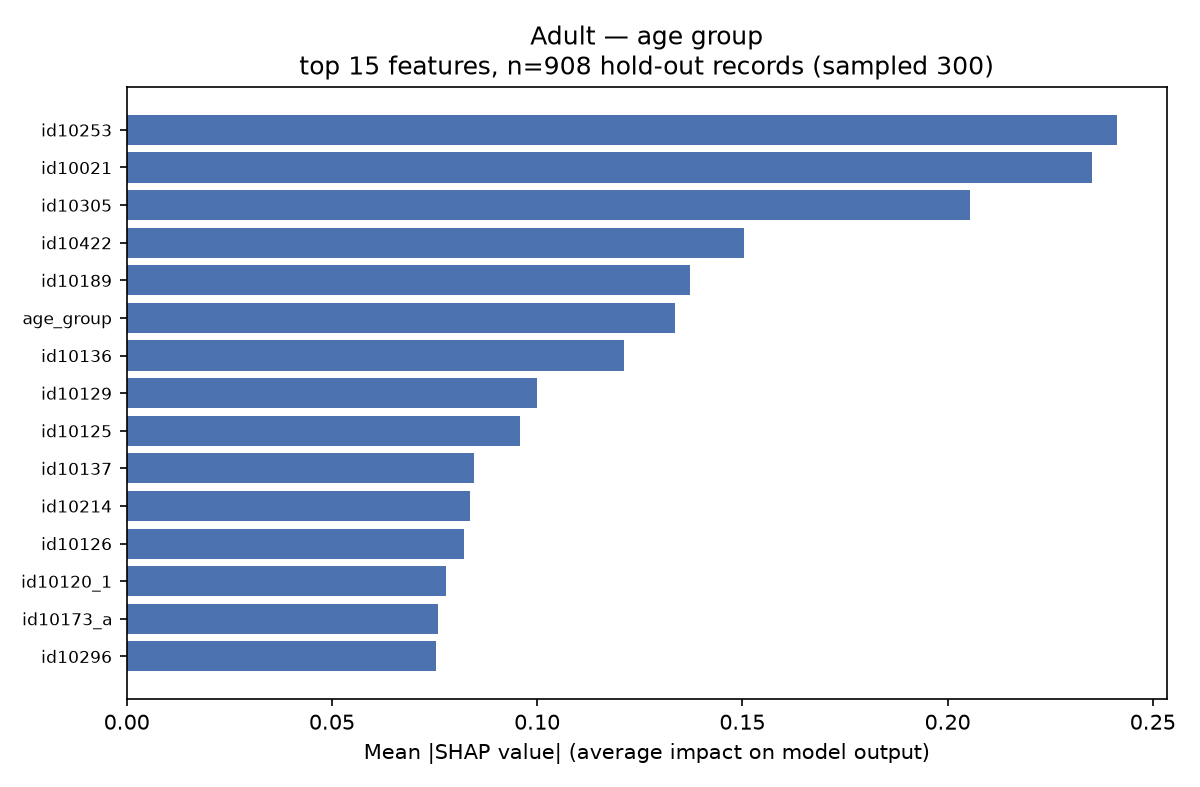 Adult — age group
top 15 features, n=908 hold-out records (sampled 300)
id10253
id10021
id10305
id10422
id10189
age_group
id10136
id10129
id10125
id10137
id10214
id10126
id10120_1
id10173_a
id10296
0.00 0.05 0.10 0.15 0.20 0.25
Mean |SHAP value| (average impact on model output)